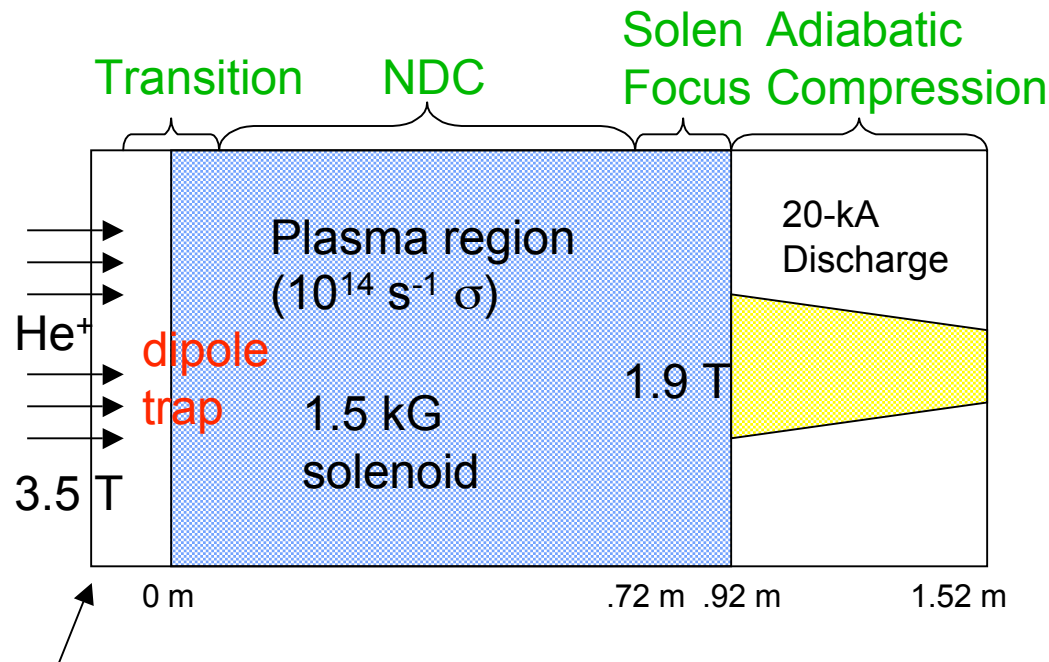 Solen Adiabatic
Transition NDC Focus Compression
20-kA
Discharge
Plasma region
(10¹⁴ s⁻¹ σ)
He⁺
dipole
trap
1.9 T
1.5 kG
solenoid
3.5 T
0 m .72 m .92 m 1.52 m